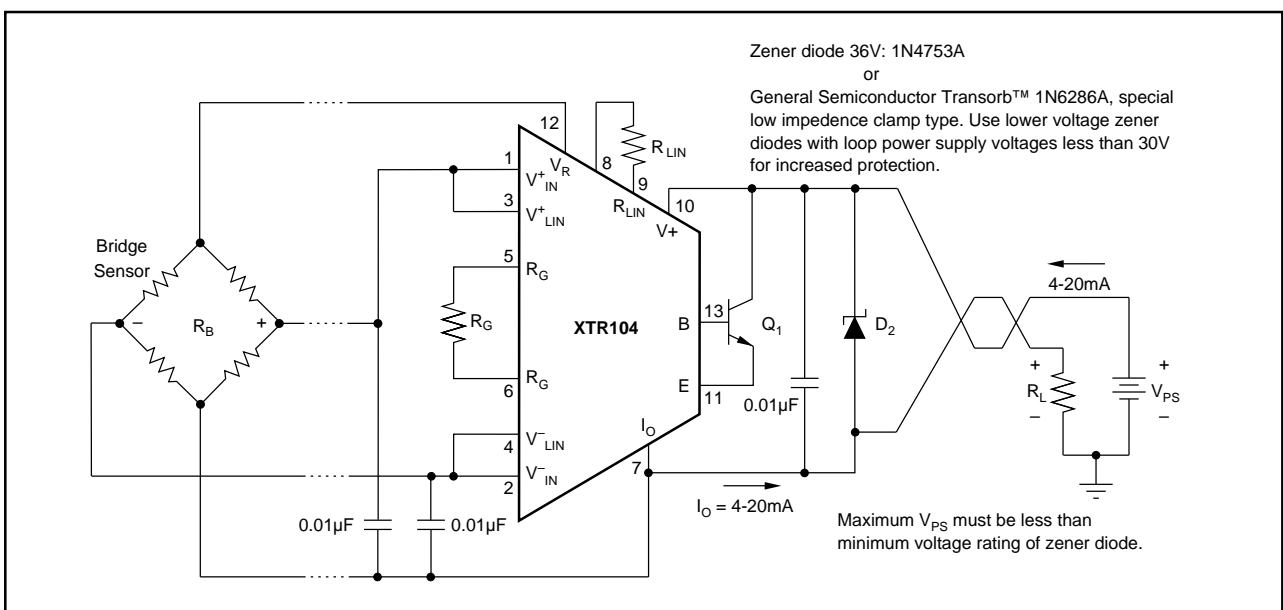 Zener diode 36V: 1N4753A
or
General Semiconductor Transorb™ 1N6286A, special
low impedence clamp type. Use lower voltage zener
diodes with loop power supply voltages less than 30V
for increased protection.
12
V_R
8
R_LIN
9
R_LIN
10
V+
1
V⁺_IN
3
V⁺_LIN
Bridge
Sensor
R_B
–
+
5
R_G
R_G
R_G
6
XTR104
B
13
Q₁
E
11
0.01µF
D₂
4-20mA
+
R_L
–
+
V_PS
–
4
V⁻_LIN
V⁻_IN
2
I_O
7
I_O = 4-20mA
0.01µF
0.01µF
Maximum V_PS must be less than
minimum voltage rating of zener diode.